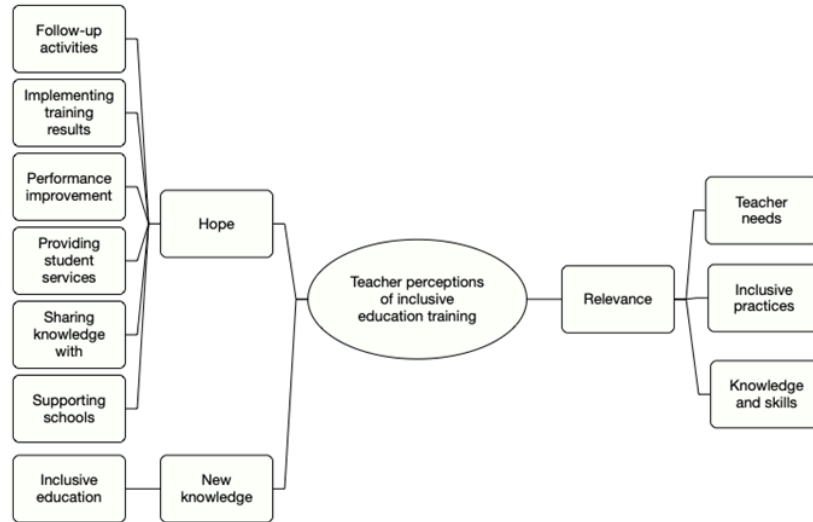 Follow-up
activities
Implementing
training
results
Performance
improvement
Providing
student
services
Sharing
knowledge
with
Supporting
schools
Inclusive
education
Hope
New
knowledge
Teacher perceptions
of inclusive
education training
Relevance
Teacher
needs
Inclusive
practices
Knowledge
and skills